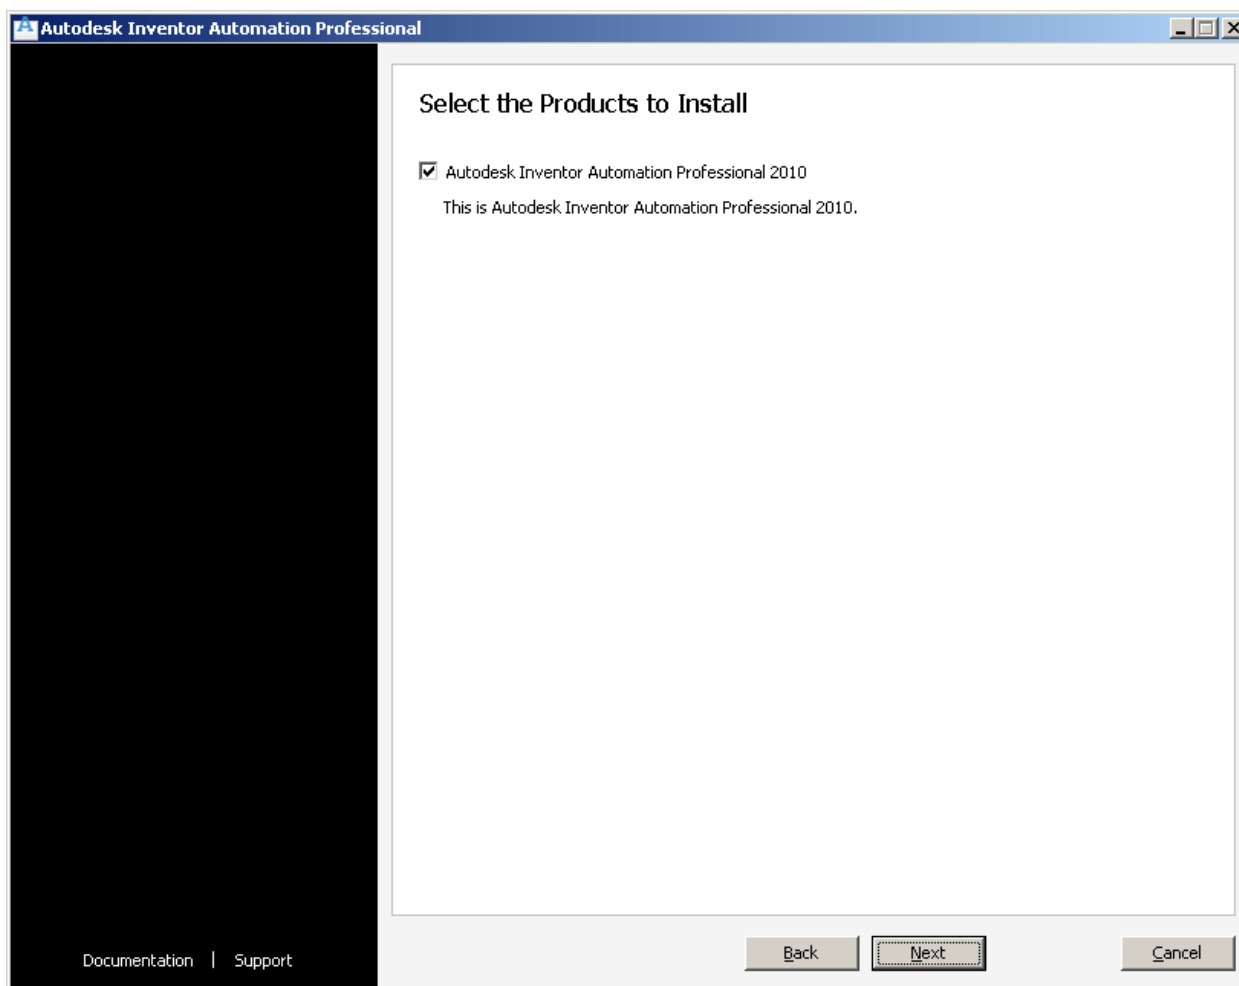 Autodesk Inventor Automation Professional
Select the Products to Install
Autodesk Inventor Automation Professional 2010
This is Autodesk Inventor Automation Professional 2010.
Documentation | Support
Back
Next
Cancel